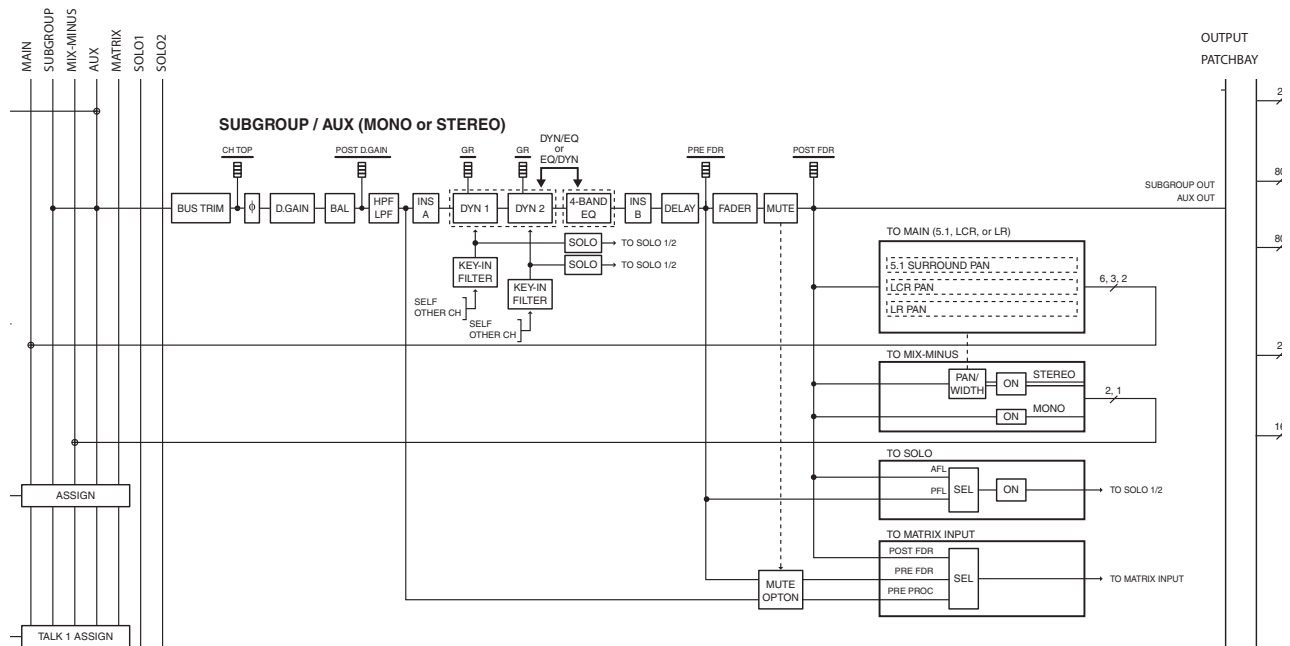 MAIN
SUBGROUP
MIX-MINUS
AUX
MATRIX
SOLO1
SOLO2
OUTPUT
PATCHBAY
SUBGROUP / AUX (MONO or STEREO)
CH TOP
POST D.GAIN
GR
GR
DYN/EQ
or
EQ/DYN
PRE FDR
POST FDR
BUS TRIM
ϕ
D.GAIN
BAL
HPF
LPF
INS
A
DYN 1
DYN 2
4-BAND
EQ
INS
B
DELAY
FADER
MUTE
SUBGROUP OUT
AUX OUT
SOLO
TO SOLO 1/2
SOLO
TO SOLO 1/2
KEY-IN
FILTER
KEY-IN
FILTER
SELF
OTHER CH
SELF
OTHER CH
TO MAIN (5.1, LCR, or LR)
5.1 SURROUND PAN
LCR PAN
LR PAN
6, 3, 2
TO MIX-MINUS
PAN/
WIDTH
ON
STEREO
ON
MONO
2, 1
TO SOLO
AFL
PFL
SEL
ON
TO SOLO 1/2
TO MATRIX INPUT
POST FDR
PRE FDR
PRE PROC
SEL
TO MATRIX INPUT
MUTE
OPTON
ASSIGN
TALK 1 ASSIGN